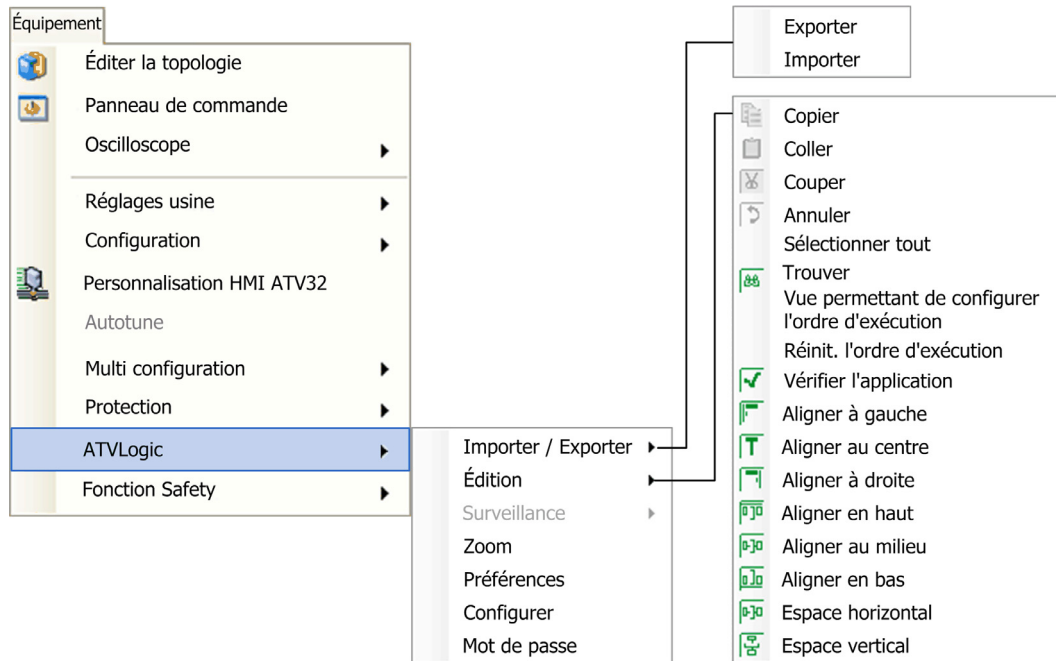 Équipement
Éditer la topologie
Panneau de commande
Oscilloscope
Réglages usine
Configuration
Personnalisation HMI ATV32
Autotune
Multi configuration
Protection
ATVLogic
Fonction Safety
Importer / Exporter
Édition
Surveillance
Zoom
Préférences
Configurer
Mot de passe
Exporter
Importer
Copier
Coller
Couper
Annuler
Sélectionner tout
Trouver
Vue permettant de configurer
l'ordre d'exécution
Réinit. l'ordre d'exécution
Vérifier l'application
Aligner à gauche
Aligner au centre
Aligner à droite
Aligner en haut
Aligner au milieu
Aligner en bas
Espace horizontal
Espace vertical